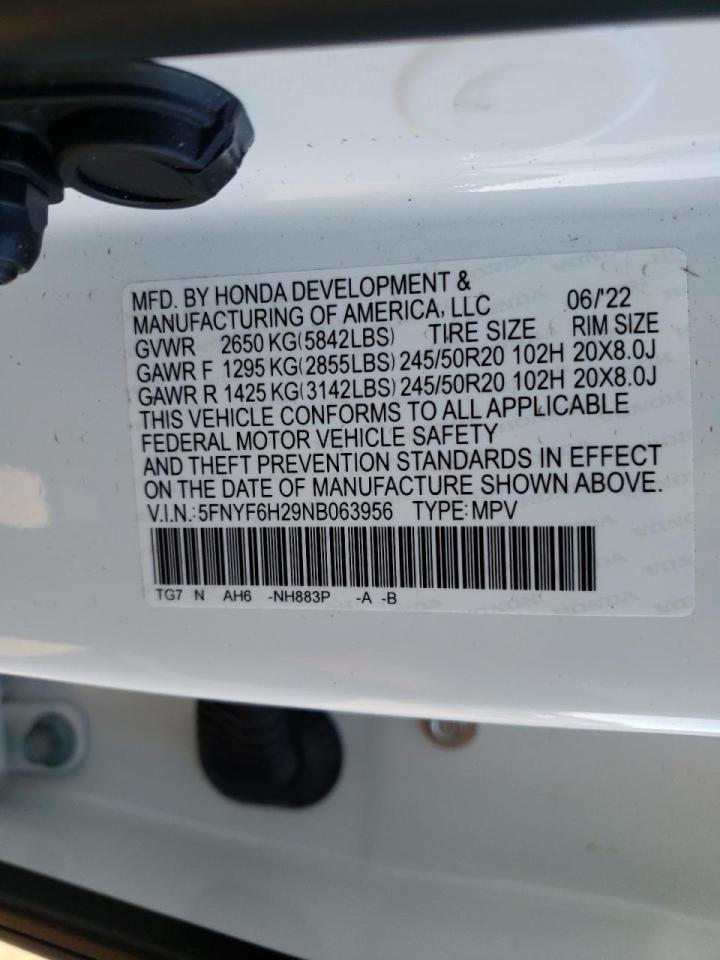 MFD. BY HONDA DEVELOPMENT &
MANUFACTURING OF AMERICA, LLC 06/'22
GVWR 2650 KG(5842LBS) TIRE SIZE RIM SIZE
GAWR F 1295 KG(2855LBS) 245/50R20 102H 20X8.0J
GAWR R 1425 KG(3142LBS) 245/50R20 102H 20X8.0J
THIS VEHICLE CONFORMS TO ALL APPLICABLE
FEDERAL MOTOR VEHICLE SAFETY
AND THEFT PREVENTION STANDARDS IN EFFECT
ON THE DATE OF MANUFACTURE SHOWN ABOVE.
V.I.N.:5FNYF6H29NB063956 TYPE:MPV
TG7 N AH6 -NH883P -A -B